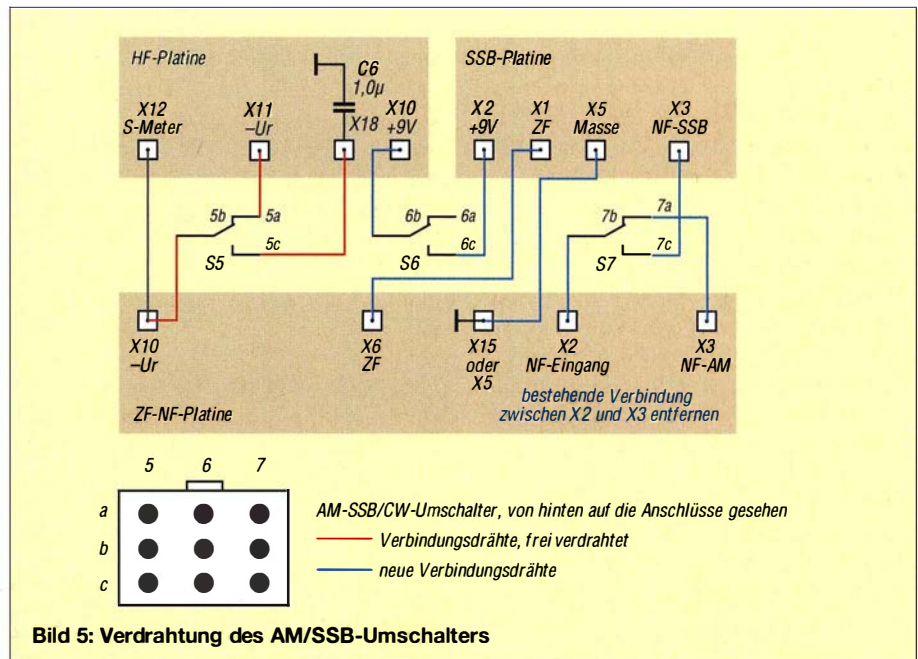 HF-Platine
SSB-Platine
C6
1,0µ
X12
S-Meter
X11
–Ur
X18
X10
+9V
X2
+9V
X1
ZF
X5
Masse
X3
NF-SSB
5b
5a
5c
S5
6b
6a
6c
S6
7b
7a
7c
S7
X10
–Ur
X6
ZF
X15
oder
X5
X2
NF-Eingang
X3
NF-AM
bestehende Verbindung
zwischen X2 und X3 entfernen
ZF-NF-Platine
5 6 7
a
b
c
AM-SSB/CW-Umschalter, von hinten auf die Anschlüsse gesehen
Verbindungsdrähte, frei verdrahtet
neue Verbindungsdrähte
Bild 5: Verdrahtung des AM/SSB-Umschalters